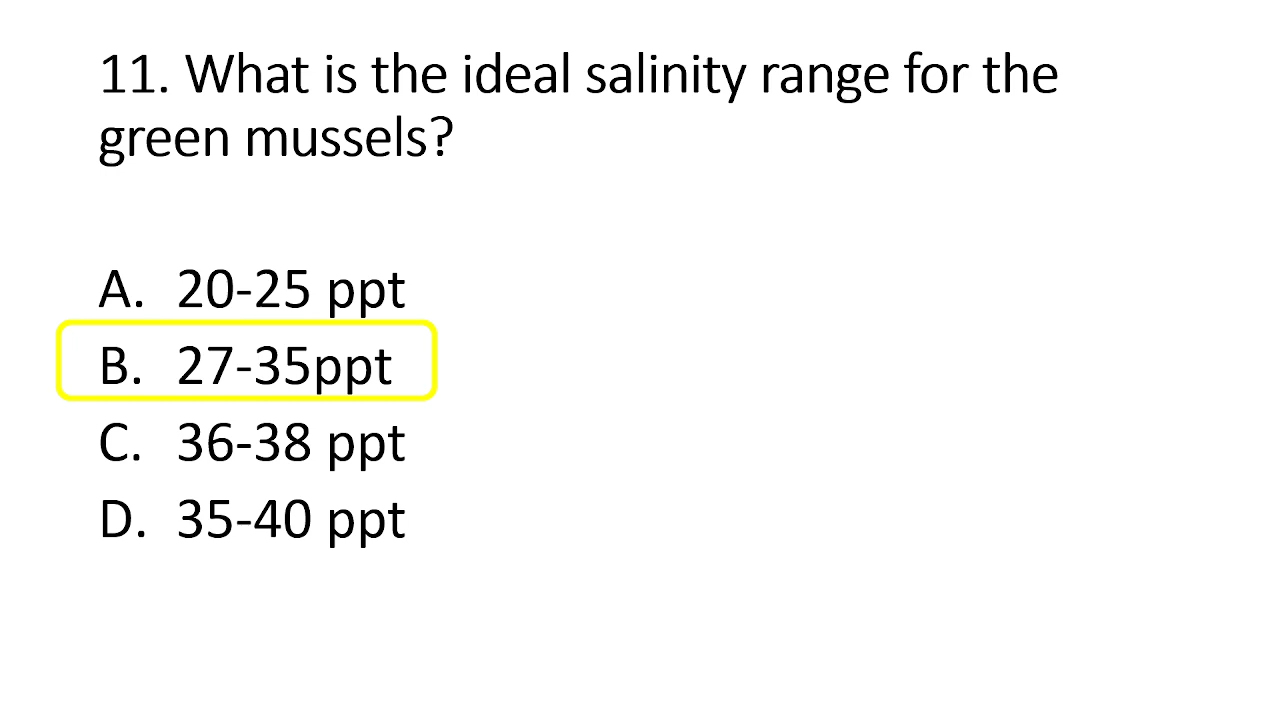 11. What is the ideal salinity range for the
green mussels?
A. 20-25 ppt
B. 27-35ppt
C. 36-38 ppt
D. 35-40 ppt